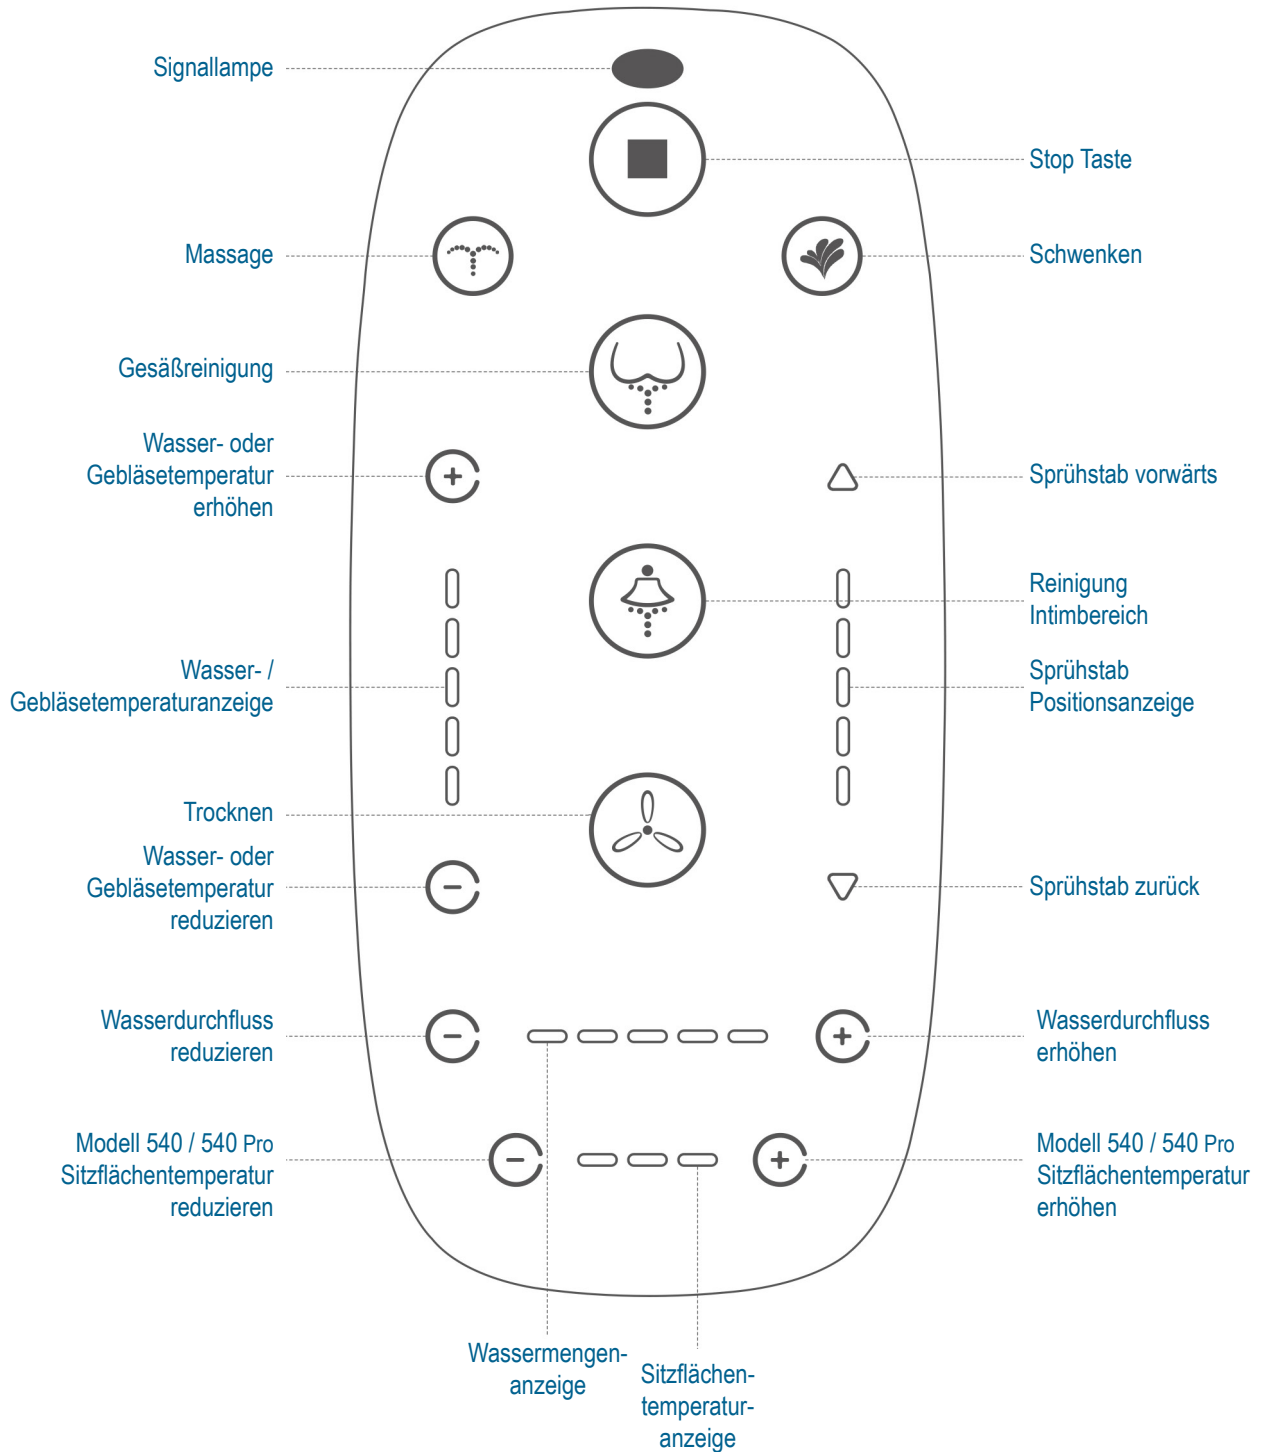 Signallampe
Stop Taste
Massage
Schwenken
Gesäßreinigung
Wasser- oder
Gebläsetemperatur
erhöhen
Sprühstab vorwärts
Reinigung
Intimbereich
Wasser- /
Gebläsetemperaturanzeige
Sprühstab
Positionsanzeige
Trocknen
Wasser- oder
Gebläsetemperatur
reduzieren
Sprühstab zurück
Wasserdurchfluss
reduzieren
Wasserdurchfluss
erhöhen
Modell 540 / 540 Pro
Sitzflächentemperatur
reduzieren
Modell 540 / 540 Pro
Sitzflächentemperatur
erhöhen
Wassermengen-
anzeige
Sitzflächen-
temperatur-
anzeige